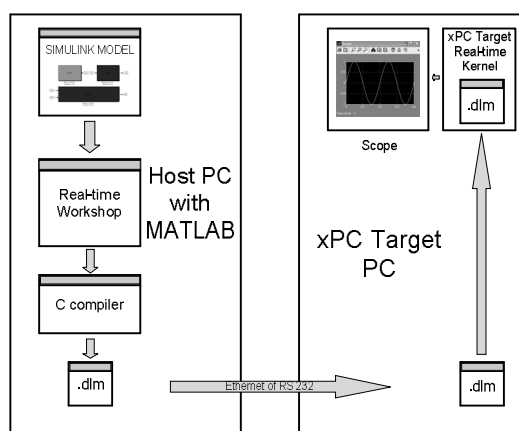 SIMULINK MODEL
Real-time
Workshop
C compiler
.dlm
Host PC
with
MATLAB
Ethernet of RS 232
xPC Target
Real-time
Kernel
.dlm
Scope
xPC Target
PC
.dlm